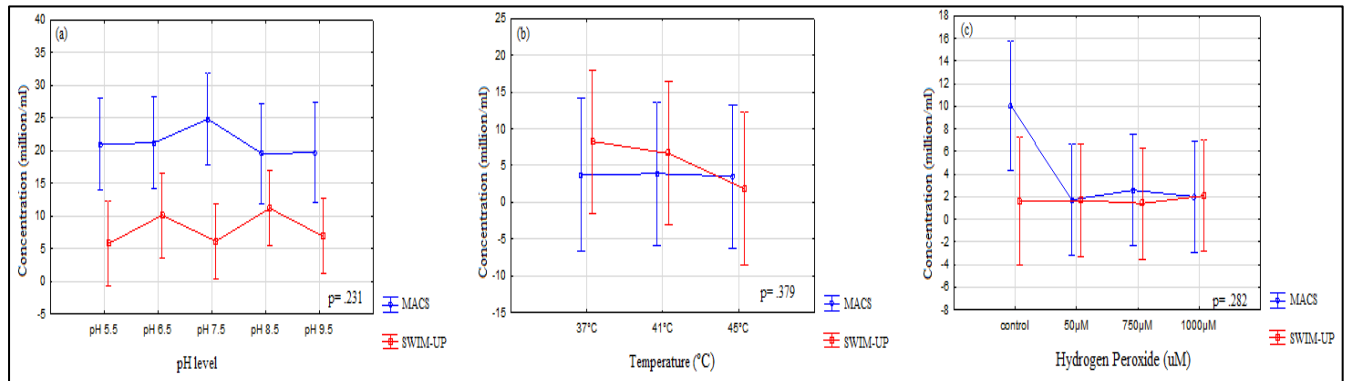 (a)
Concentration (million/ml)
40
35
30
25
20
15
10
5
0
-5
pH 5.5 pH 6.5 pH 7.5 pH 8.5 pH 9.5
pH level
p= .231
MACS
SWIM-UP
(b)
Concentration (million/ml)
25
20
15
10
5
0
-5
-10
-15
37°C 41°C 45°C
Temperature (°C)
p= .379
MACS
SWIM-UP
(c)
Concentration (million/ml)
18
16
14
12
10
8
6
4
2
0
-2
-4
-6
8
control 50µM 750µM 1000µM
Hydrogen Peroxide (uM)
p= .282
MACS
SWIM-UP